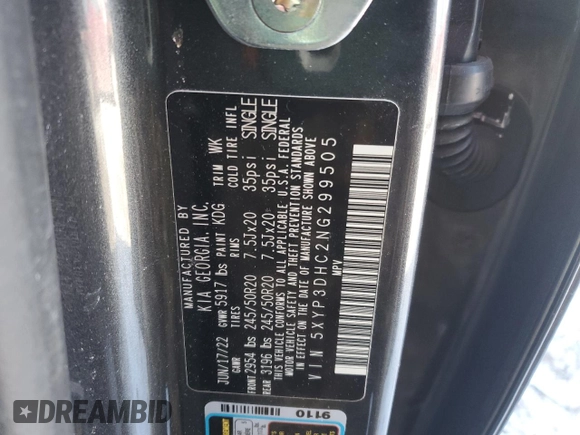 MANUFACTURED BY
KIA GEORGIA, INC.
JUN/17/22 GVWR 5917 lbs PAINT: KDG TRIM WK
GAWR TIRES RIMS COLD TIRE INFL
FRONT 2954 lbs 245/50R20 7.5Jx20 35psi SINGLE
REAR 3196 lbs 245/50R20 7.5Jx20 35psi SINGLE
THIS VEHICLE CONFORMS TO ALL APPLICABLE U.S.A. FEDERAL
MOTOR VEHICLE SAFETY AND THEFT PREVENTION STANDARDS
IN EFFECT ON THE DATE OF MANUFACTURE SHOWN ABOVE
VIN 5XYP3DHC2NG299505
MPV
9110
DREAMBID